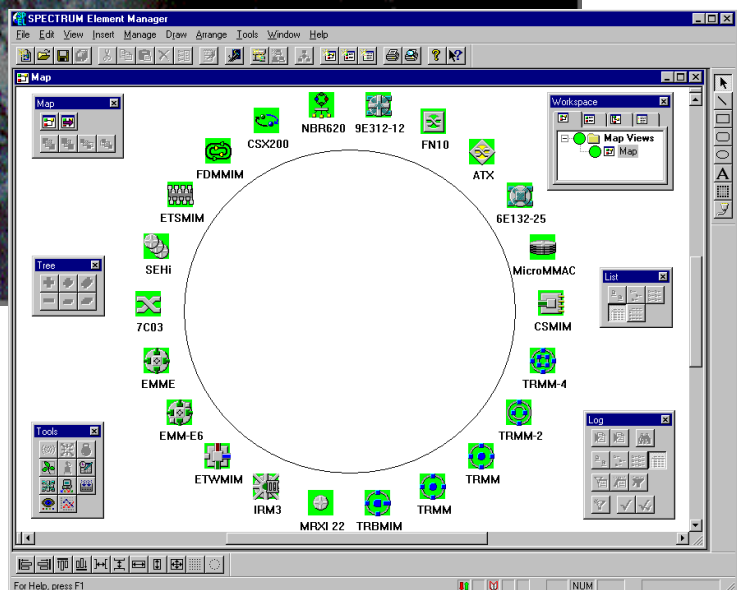 SPECTRUM Element Manager
File Edit View Insert Manage Draw Arrange Tools Window Help
Map
Map
Workspace
Map Views
Map
NBR620
9E312-12
CSX200
FN10
FDMMIM
ATX
ETSMIM
6E132-25
SEHi
MicroMMAC
Tree
List
7C03
CSMIM
EMME
TRMM-4
EMM-E6
TRMM-2
Tools
Log
ETWMIM
TRMM
IRM3
TRMM
MRXI 22
TRBMIM
A
For Help, press F1
NUM